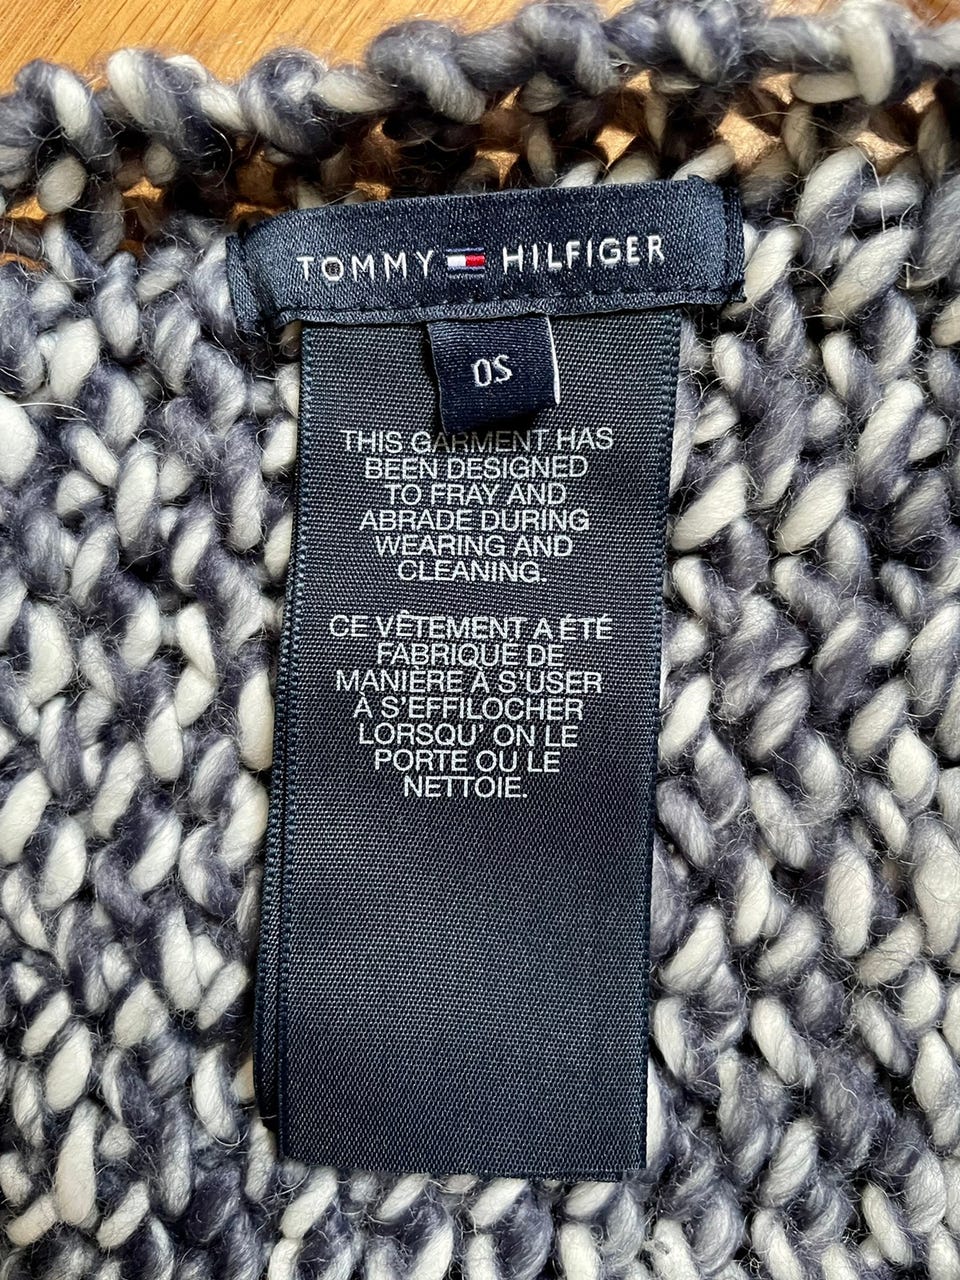 TOMMY HILFIGER
OS
THIS GARMENT HAS
BEEN DESIGNED
TO FRAY AND
ABRADE DURING
WEARING AND
CLEANING.
CE VÊTEMENT A ÉTÉ
FABRIQUE DE
MANIERE A S'USER
A S'EFFILOCHER
LORSQU' ON LE
PORTE OU LE
NETTOIE.